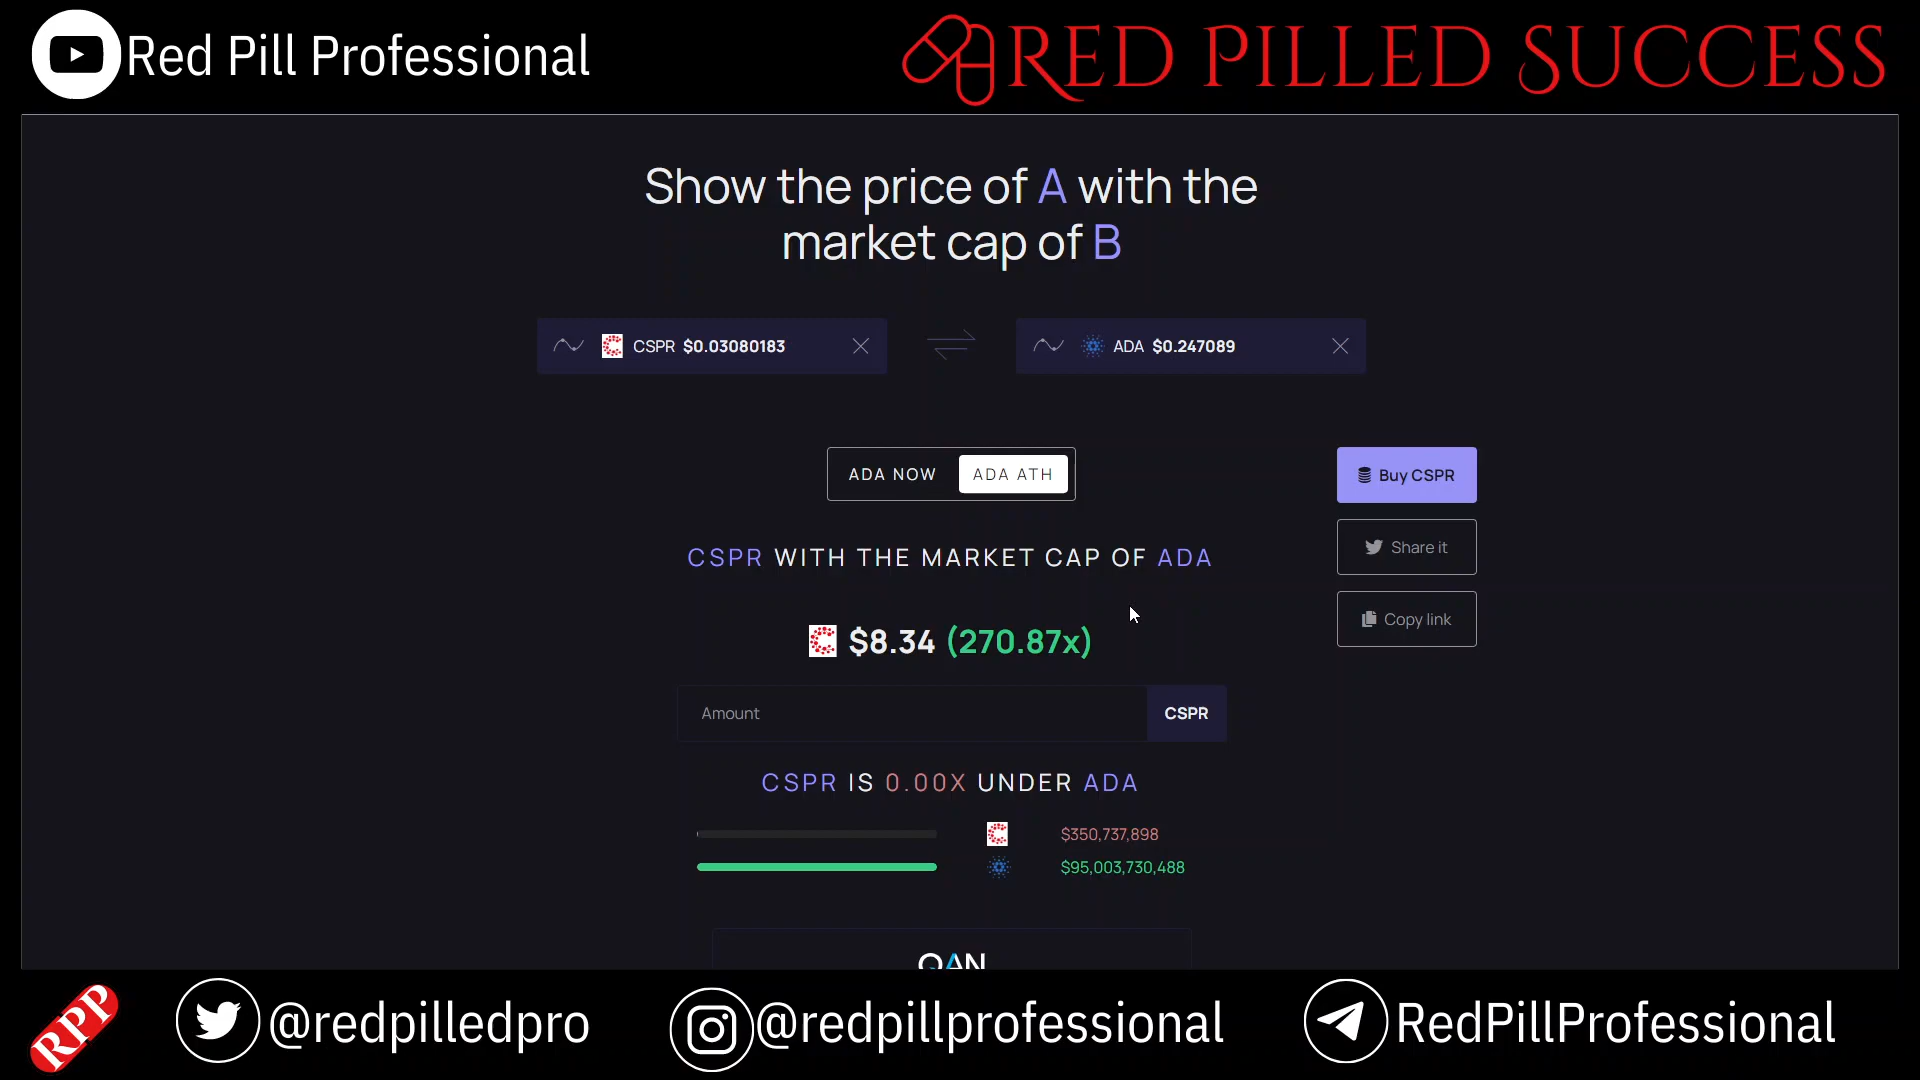 Red Pill Professional
RED PILLED SUCCESS
Show the price of A with the
market cap of B
CSPR $0.03080183
ADA $0.247089
ADA NOW
ADA ATH
Buy CSPR
Share it
Copy link
CSPR WITH THE MARKET CAP OF ADA
$8.34 (270.87x)
Amount
CSPR
CSPR IS 0.00X UNDER ADA
$350,737,898
$95,003,730,488
QAN
RPP
@redpilledpro
@redpillprofessional
RedPillProfessional